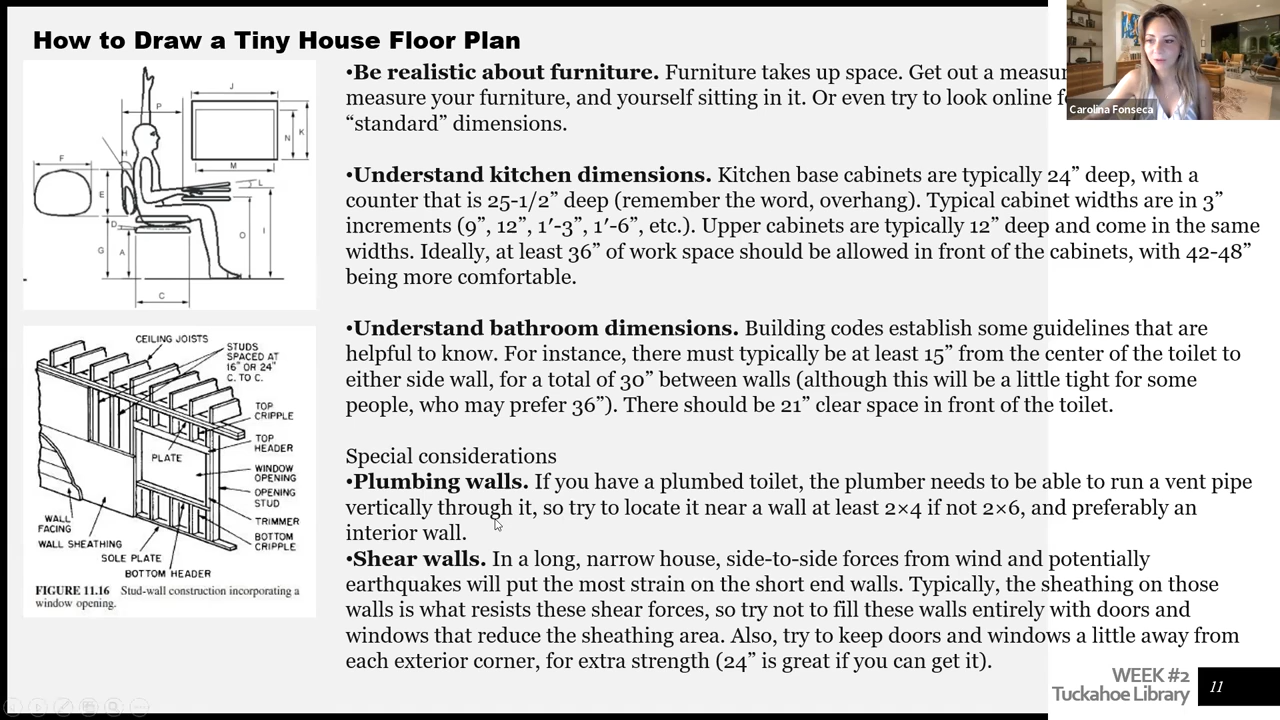 How to Draw a Tiny House Floor Plan
•Be realistic about furniture. Furniture takes up space. Get out a
measure your furniture, and yourself sitting in it. Or even try to look online
“standard” dimensions.
•Understand kitchen dimensions. Kitchen base cabinets are typically 24” deep, with a
counter that is 25-1/2” deep (remember the word, overhang). Typical cabinet widths are in 3”
increments (9”, 12”, 1′-3”, 1′-6”, etc.). Upper cabinets are typically 12” deep and come in the same
widths. Ideally, at least 36” of work space should be allowed in front of the cabinets, with 42-48”
being more comfortable.
•Understand bathroom dimensions. Building codes establish some guidelines that are
helpful to know. For instance, there must typically be at least 15” from the center of the toilet to
either side wall, for a total of 30” between walls (although this will be a little tight for some
people, who may prefer 36”). There should be 21” clear space in front of the toilet.
Special considerations
•Plumbing walls. If you have a plumbed toilet, the plumber needs to be able to run a vent pipe
vertically through it, so try to locate it near a wall at least 2×4 if not 2×6, and preferably an
interior wall.
•Shear walls. In a long, narrow house, side-to-side forces from wind and potentially
earthquakes will put the most strain on the short end walls. Typically, the sheathing on those
walls is what resists these shear forces, so try not to fill these walls entirely with doors and
windows that reduce the sheathing area. Also, try to keep doors and windows a little away from
each exterior corner, for extra strength (24” is great if you can get it).
J
P
N
K
H
M
F
L
E
D
G
A
O
I
C
CEILING JOISTS
STUDS
SPACED AT
16" OR 24"
C. TO C.
TOP
CRIPPLE
TOP
HEADER
PLATE
WINDOW
OPENING
OPENING
STUD
TRIMMER
BOTTOM
CRIPPLE
WALL
FACING
WALL SHEATHING
SOLE PLATE
BOTTOM HEADER
FIGURE 11.16 Stud-wall construction incorporating a
window opening.
Carolina Fonseca
WEEK #2
Tuckahoe Library
11